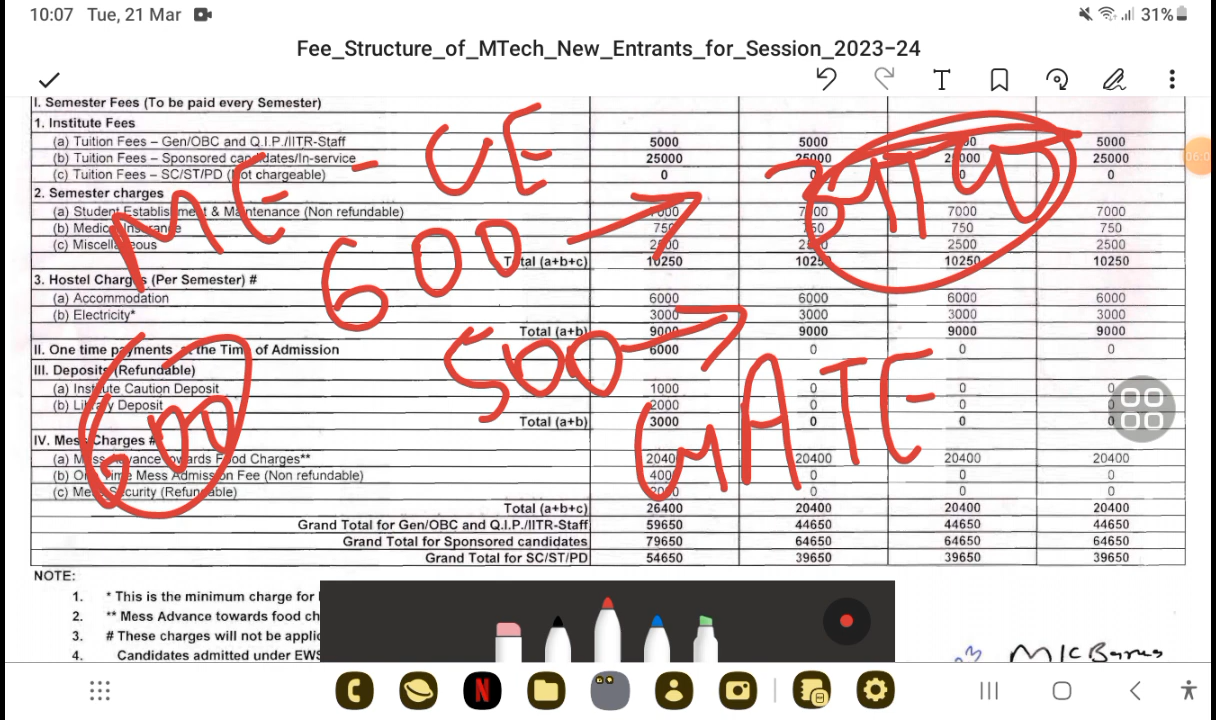 10:07 Tue, 21 Mar 31%
Fee_Structure_of_MTech_New_Entrants_for_Session_2023-24
I. Semester Fees (To be paid every Semester)
1. Institute Fees
(a) Tuition Fees – Gen/OBC and Q.I.P./IITR-Staff 5000 5000 5000
(b) Tuition Fees – Sponsored candidates/In-service 25000 25000 25000 25000
(c) Tuition Fees – SC/ST/PD (Not chargeable) 0 0 0 0
ME - CE
2. Semester charges
(a) Student Establishment & Maintenance (Non refundable) 7000 7000 7000 7000
(b) Medical Insurance 750 750 750 750
(c) Miscellaneous 2500 2500 2500 2500
Total (a+b+c) 10250 10250 10250 10250
600
3. Hostel Charges (Per Semester) #
(a) Accommodation 6000 6000 6000 6000
(b) Electricity* 3000 3000 3000 3000
Total (a+b) 9000 9000 9000 9000
II. One time payments at the Time of Admission 6000 0 0 0
500
III. Deposits (Refundable)
(a) Institute Caution Deposit 1000 0 0 0
(b) Library Deposit 2000 0 0 0
Total (a+b) 3000 0 0 0
GATE
IV. Mess Charges #
(a) Mess Advance towards Food Charges** 20400 20400 20400 20400
(b) One Time Mess Admission Fee (Non refundable) 4000 0 0 0
(c) Mess Security (Refundable) 2000 0 0 0
Total (a+b+c) 26400 20400 20400 20400
Grand Total for Gen/OBC and Q.I.P./IITR-Staff 59650 44650 44650 44650
Grand Total for Sponsored candidates 79650 64650 64650 64650
Grand Total for SC/ST/PD 54650 39650 39650 39650
NOTE:
1. * This is the minimum charge for
2. ** Mess Advance towards food ch
3. # These charges will not be applic
4. Candidates admitted under EWS